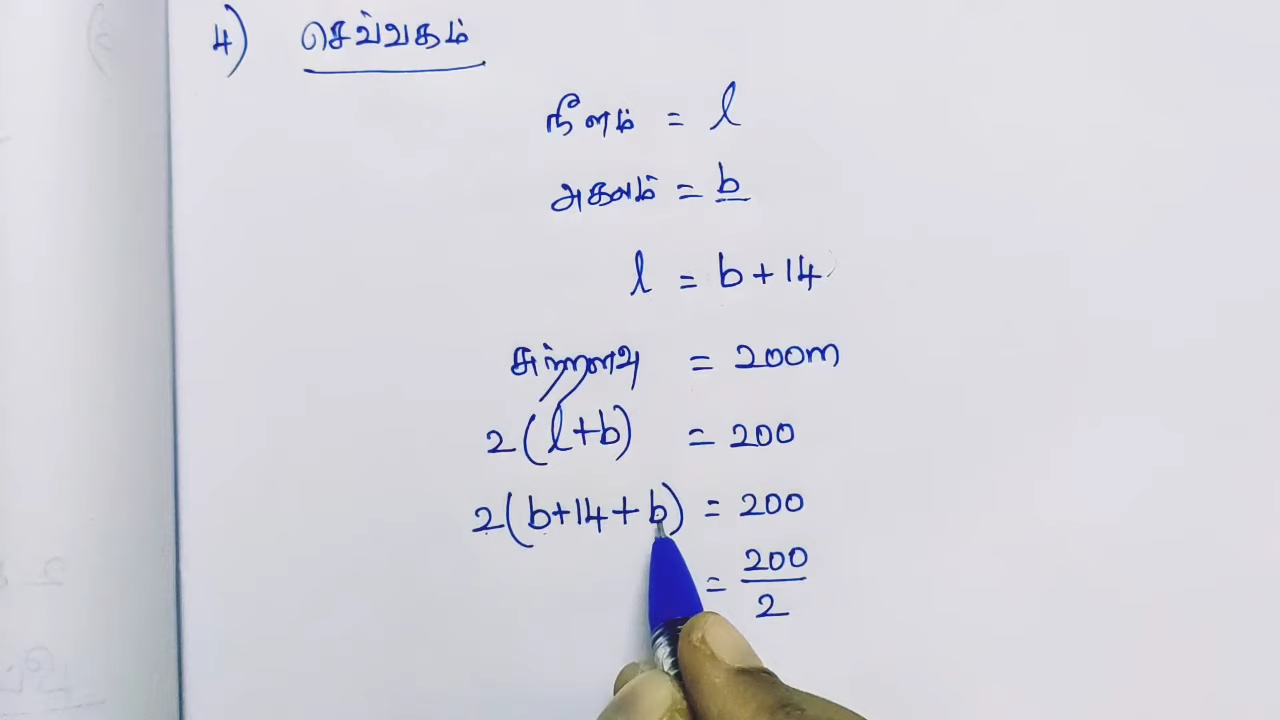 4) செவ்வகம்
நீளம் = l
அகலம் = b
l = b + 14
சுற்றளவு = 200m
2(l+b) = 200
2(b+14+b) = 200
= 200/2